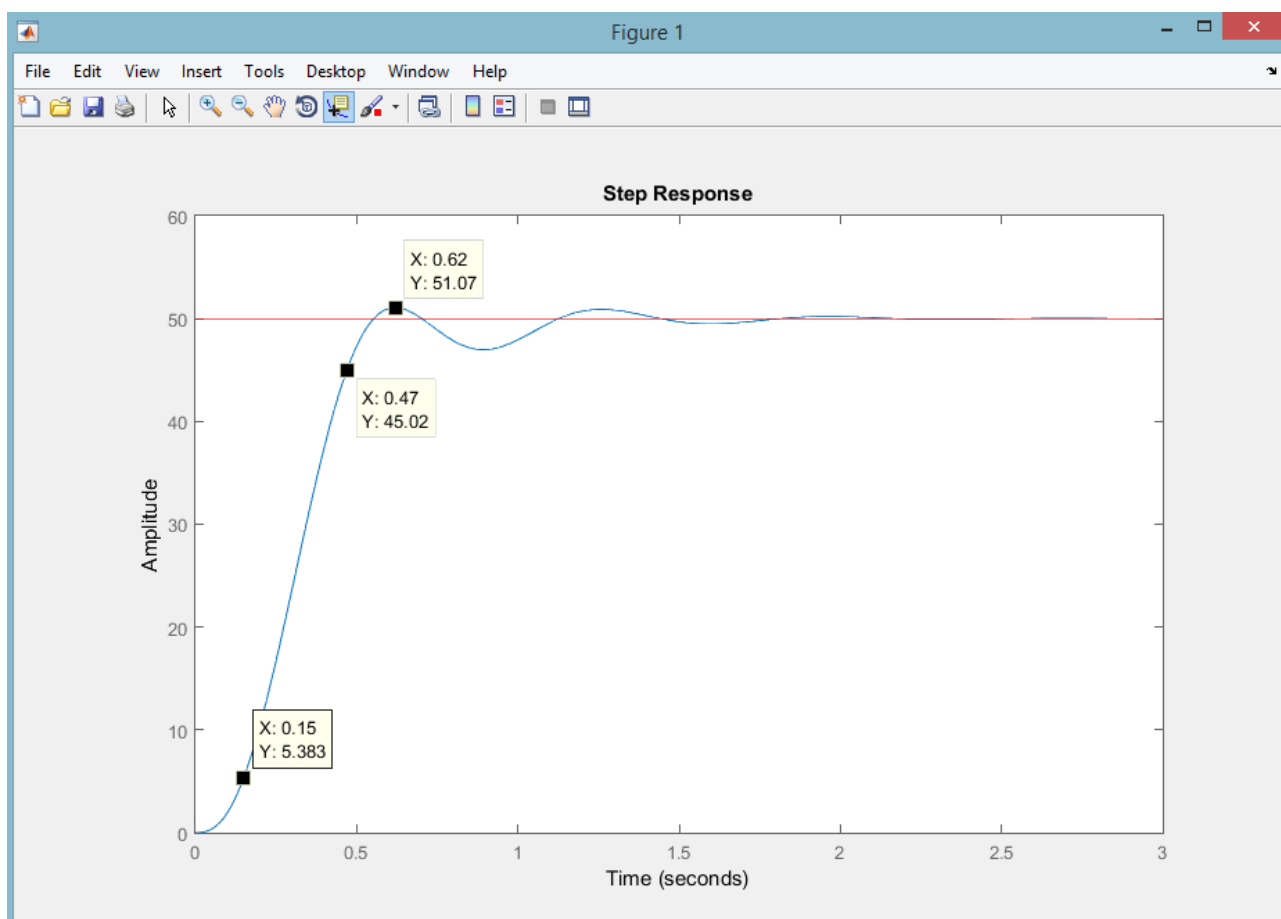 Figure 1
File Edit View Insert Tools Desktop Window Help
Step Response
60
50
40
30
20
10
0
Amplitude
X: 0.62
Y: 51.07
X: 0.47
Y: 45.02
X: 0.15
Y: 5.383
0 0.5 1 1.5 2 2.5 3
Time (seconds)